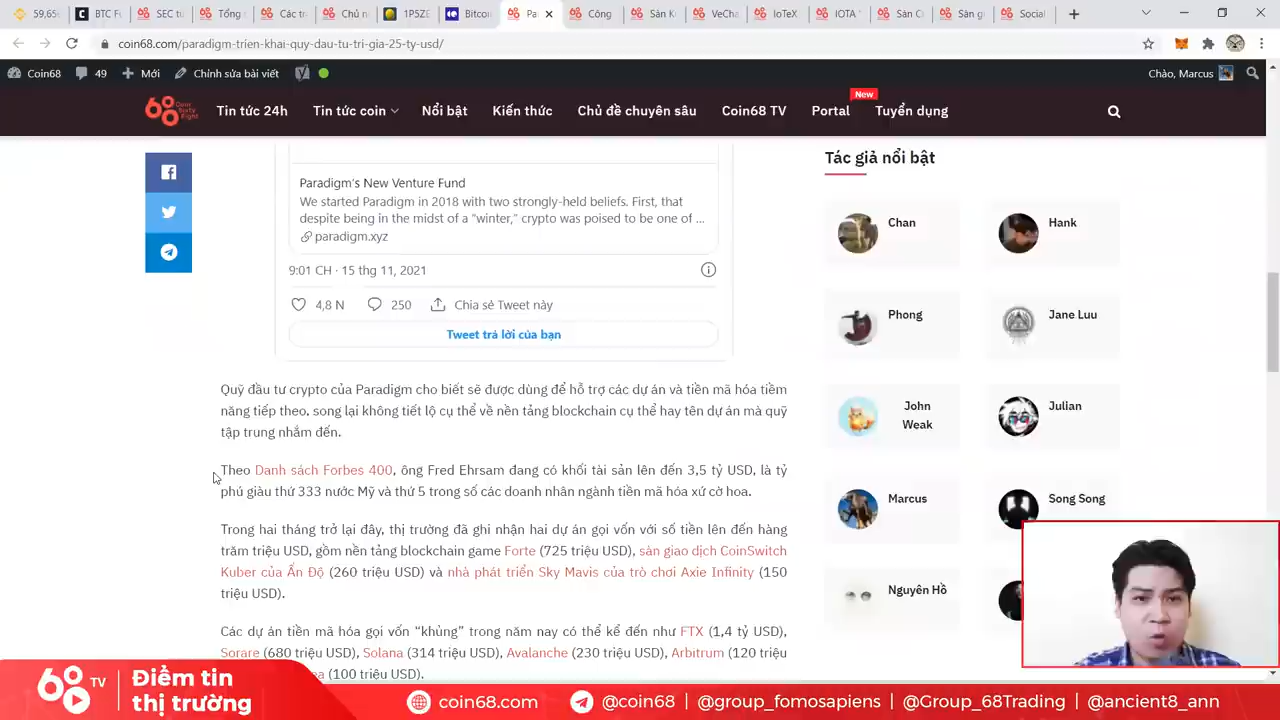 59,65
BTC F
SEC tu
Tổng
Các tr
Chủ n
1P5ZE
Bitcoi
Pa
Công
Sàn K
VeCha
IoTeX
IOTA
Sàn C
Sàn g
Social
coin68.com/paradigm-trien-khai-quy-dau-tu-tri-gia-25-ty-usd/
Coin68
49
Mới
Chỉnh sửa bài viết
Chào, Marcus
68 Coin Sixty Eight
Tin tức 24h
Tin tức coin
Nổi bật
Kiến thức
Chủ đề chuyên sâu
Coin68 TV
Portal
New
Tuyển dụng
Paradigm's New Venture Fund
We started Paradigm in 2018 with two strongly-held beliefs. First, that
despite being in the midst of a "winter," crypto was poised to be one of ...
paradigm.xyz
9:01 CH · 15 thg 11, 2021
4,8 N
250
Chia sẻ Tweet này
Tweet trả lời của bạn
Quỹ đầu tư crypto của Paradigm cho biết sẽ được dùng để hỗ trợ các dự án và tiền mã hóa tiềm
năng tiếp theo, song lại không tiết lộ cụ thể về nền tảng blockchain cụ thể hay tên dự án mà quỹ
tập trung nhắm đến.
Theo Danh sách Forbes 400, ông Fred Ehrsam đang có khối tài sản lên đến 3,5 tỷ USD, là tỷ
phú giàu thứ 333 nước Mỹ và thứ 5 trong số các doanh nhân ngành tiền mã hóa xứ cờ hoa.
Trong hai tháng trở lại đây, thị trường đã ghi nhận hai dự án gọi vốn với số tiền lên đến hàng
trăm triệu USD, gồm nền tảng blockchain game Forte (725 triệu USD), sàn giao dịch CoinSwitch
Kuber của Ấn Độ (260 triệu USD) và nhà phát triển Sky Mavis của trò chơi Axie Infinity (150
triệu USD).
Các dự án tiền mã hóa gọi vốn “khủng” trong năm nay có thể kể đến như FTX (1,4 tỷ USD),
Sorare (680 triệu USD), Solana (314 triệu USD), Avalanche (230 triệu USD), Arbitrum (120 triệu
(100 triệu USD).
Tác giả nổi bật
Chan
Hank
Phong
Jane Luu
John
Weak
Julian
Marcus
Song Song
Nguyên Hồ
68 TV
Điểm tin
thị trường
coin68.com
@coin68
@group_fomosapiens
@Group_68Trading
@ancient8_ann